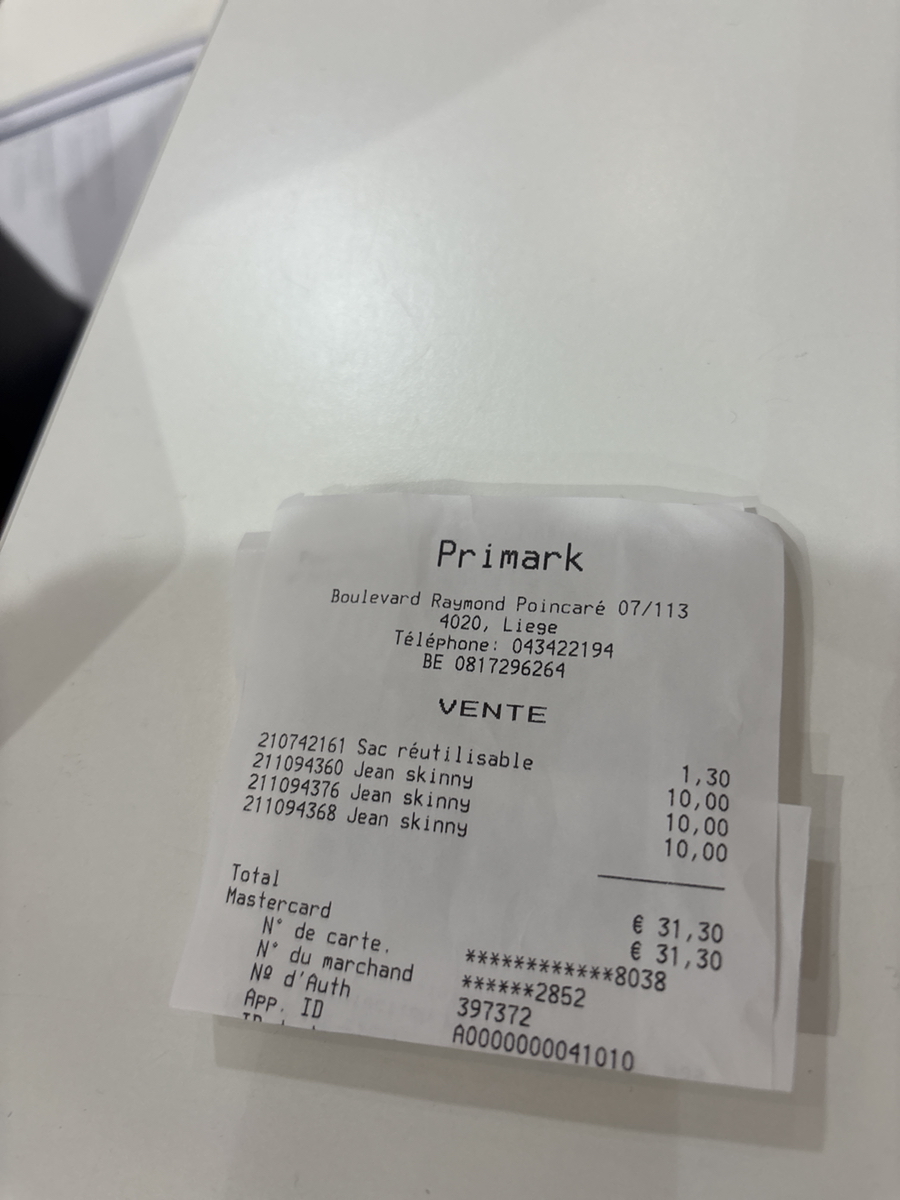 Primark
Boulevard Raymond Poincaré 07/113
4020, Liege
Téléphone: 043422194
BE 0817296264
VENTE
210742161 Sac réutilisable 1,30
211094360 Jean skinny 10,00
211094376 Jean skinny 10,00
211094368 Jean skinny 10,00
Total € 31,30
Mastercard € 31,30
N° de carte. ************8038
N° du marchand ******2852
Nº d'Auth 397372
App. ID A0000000041010